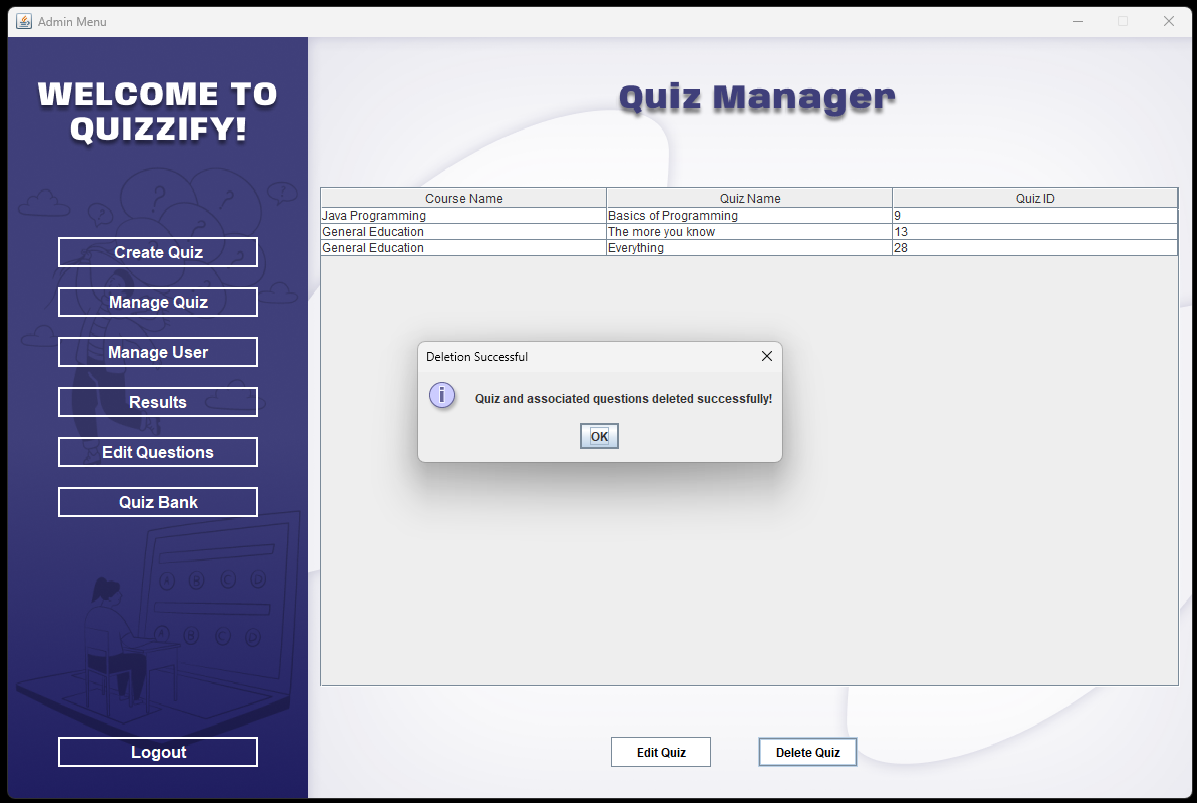 Admin Menu
WELCOME TO
QUIZZIFY!
Create Quiz
Manage Quiz
Manage User
Results
Edit Questions
Quiz Bank
A B C D
A B C D
Logout
Quiz Manager
Course Name Quiz Name Quiz ID
Java Programming Basics of Programming 9
General Education The more you know 13
General Education Everything 28
Deletion Successful
Quiz and associated questions deleted successfully!
OK
Edit Quiz Delete Quiz